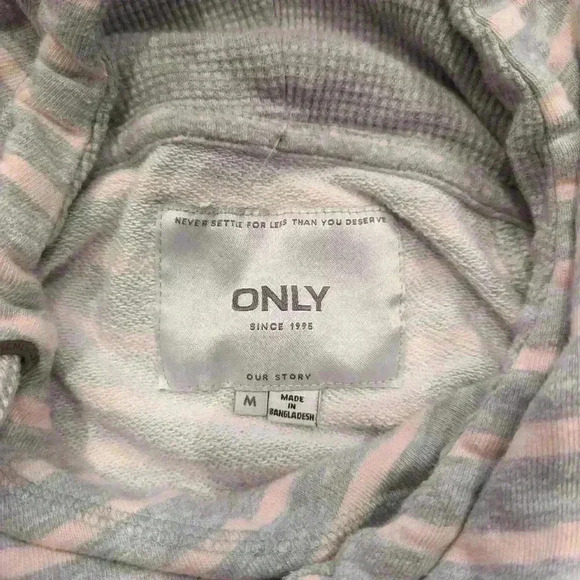 NEVER SETTLE FOR LESS THAN YOU DESERVE
ONLY
SINCE 1995
OUR STORY
M
MADE
IN
BANGLADESH